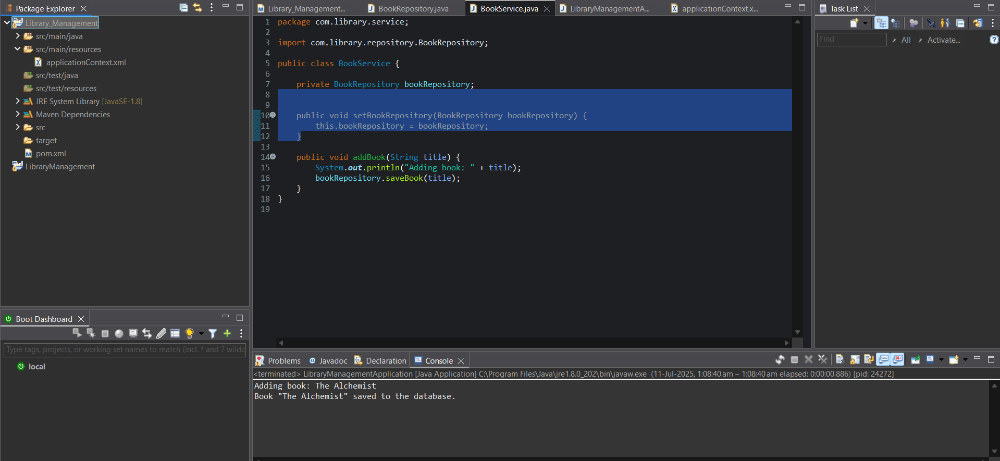 Package Explorer
Library_Management
src/main/java
src/main/resources
applicationContext.xml
src/test/java
src/test/resources
JRE System Library [JavaSE-1.8]
Maven Dependencies
src
target
pom.xml
LibraryManagement
Boot Dashboard
Type tags, projects, or working set names to match (incl. * and ? wildc
local
Library_Management... BookRepository.java BookService.java LibraryManagementA... applicationContext.x...
1 package com.library.service;
2
3 import com.library.repository.BookRepository;
4
5 public class BookService {
6
7 private BookRepository bookRepository;
8
9
10 public void setBookRepository(BookRepository bookRepository) {
11 this.bookRepository = bookRepository;
12 }
13
14 public void addBook(String title) {
15 System.out.println("Adding book: " + title);
16 bookRepository.saveBook(title);
17 }
18 }
19
Problems Javadoc Declaration Console
<terminated> LibraryManagementApplication [Java Application] C:\Program Files\Java\jre1.8.0_202\bin\javaw.exe (11-Jul-2025, 1:08:40 am – 1:08:40 am elapsed: 0:00:00.886) [pid: 24272]
Adding book: The Alchemist
Book "The Alchemist" saved to the database.
Task List
Find All Activate...